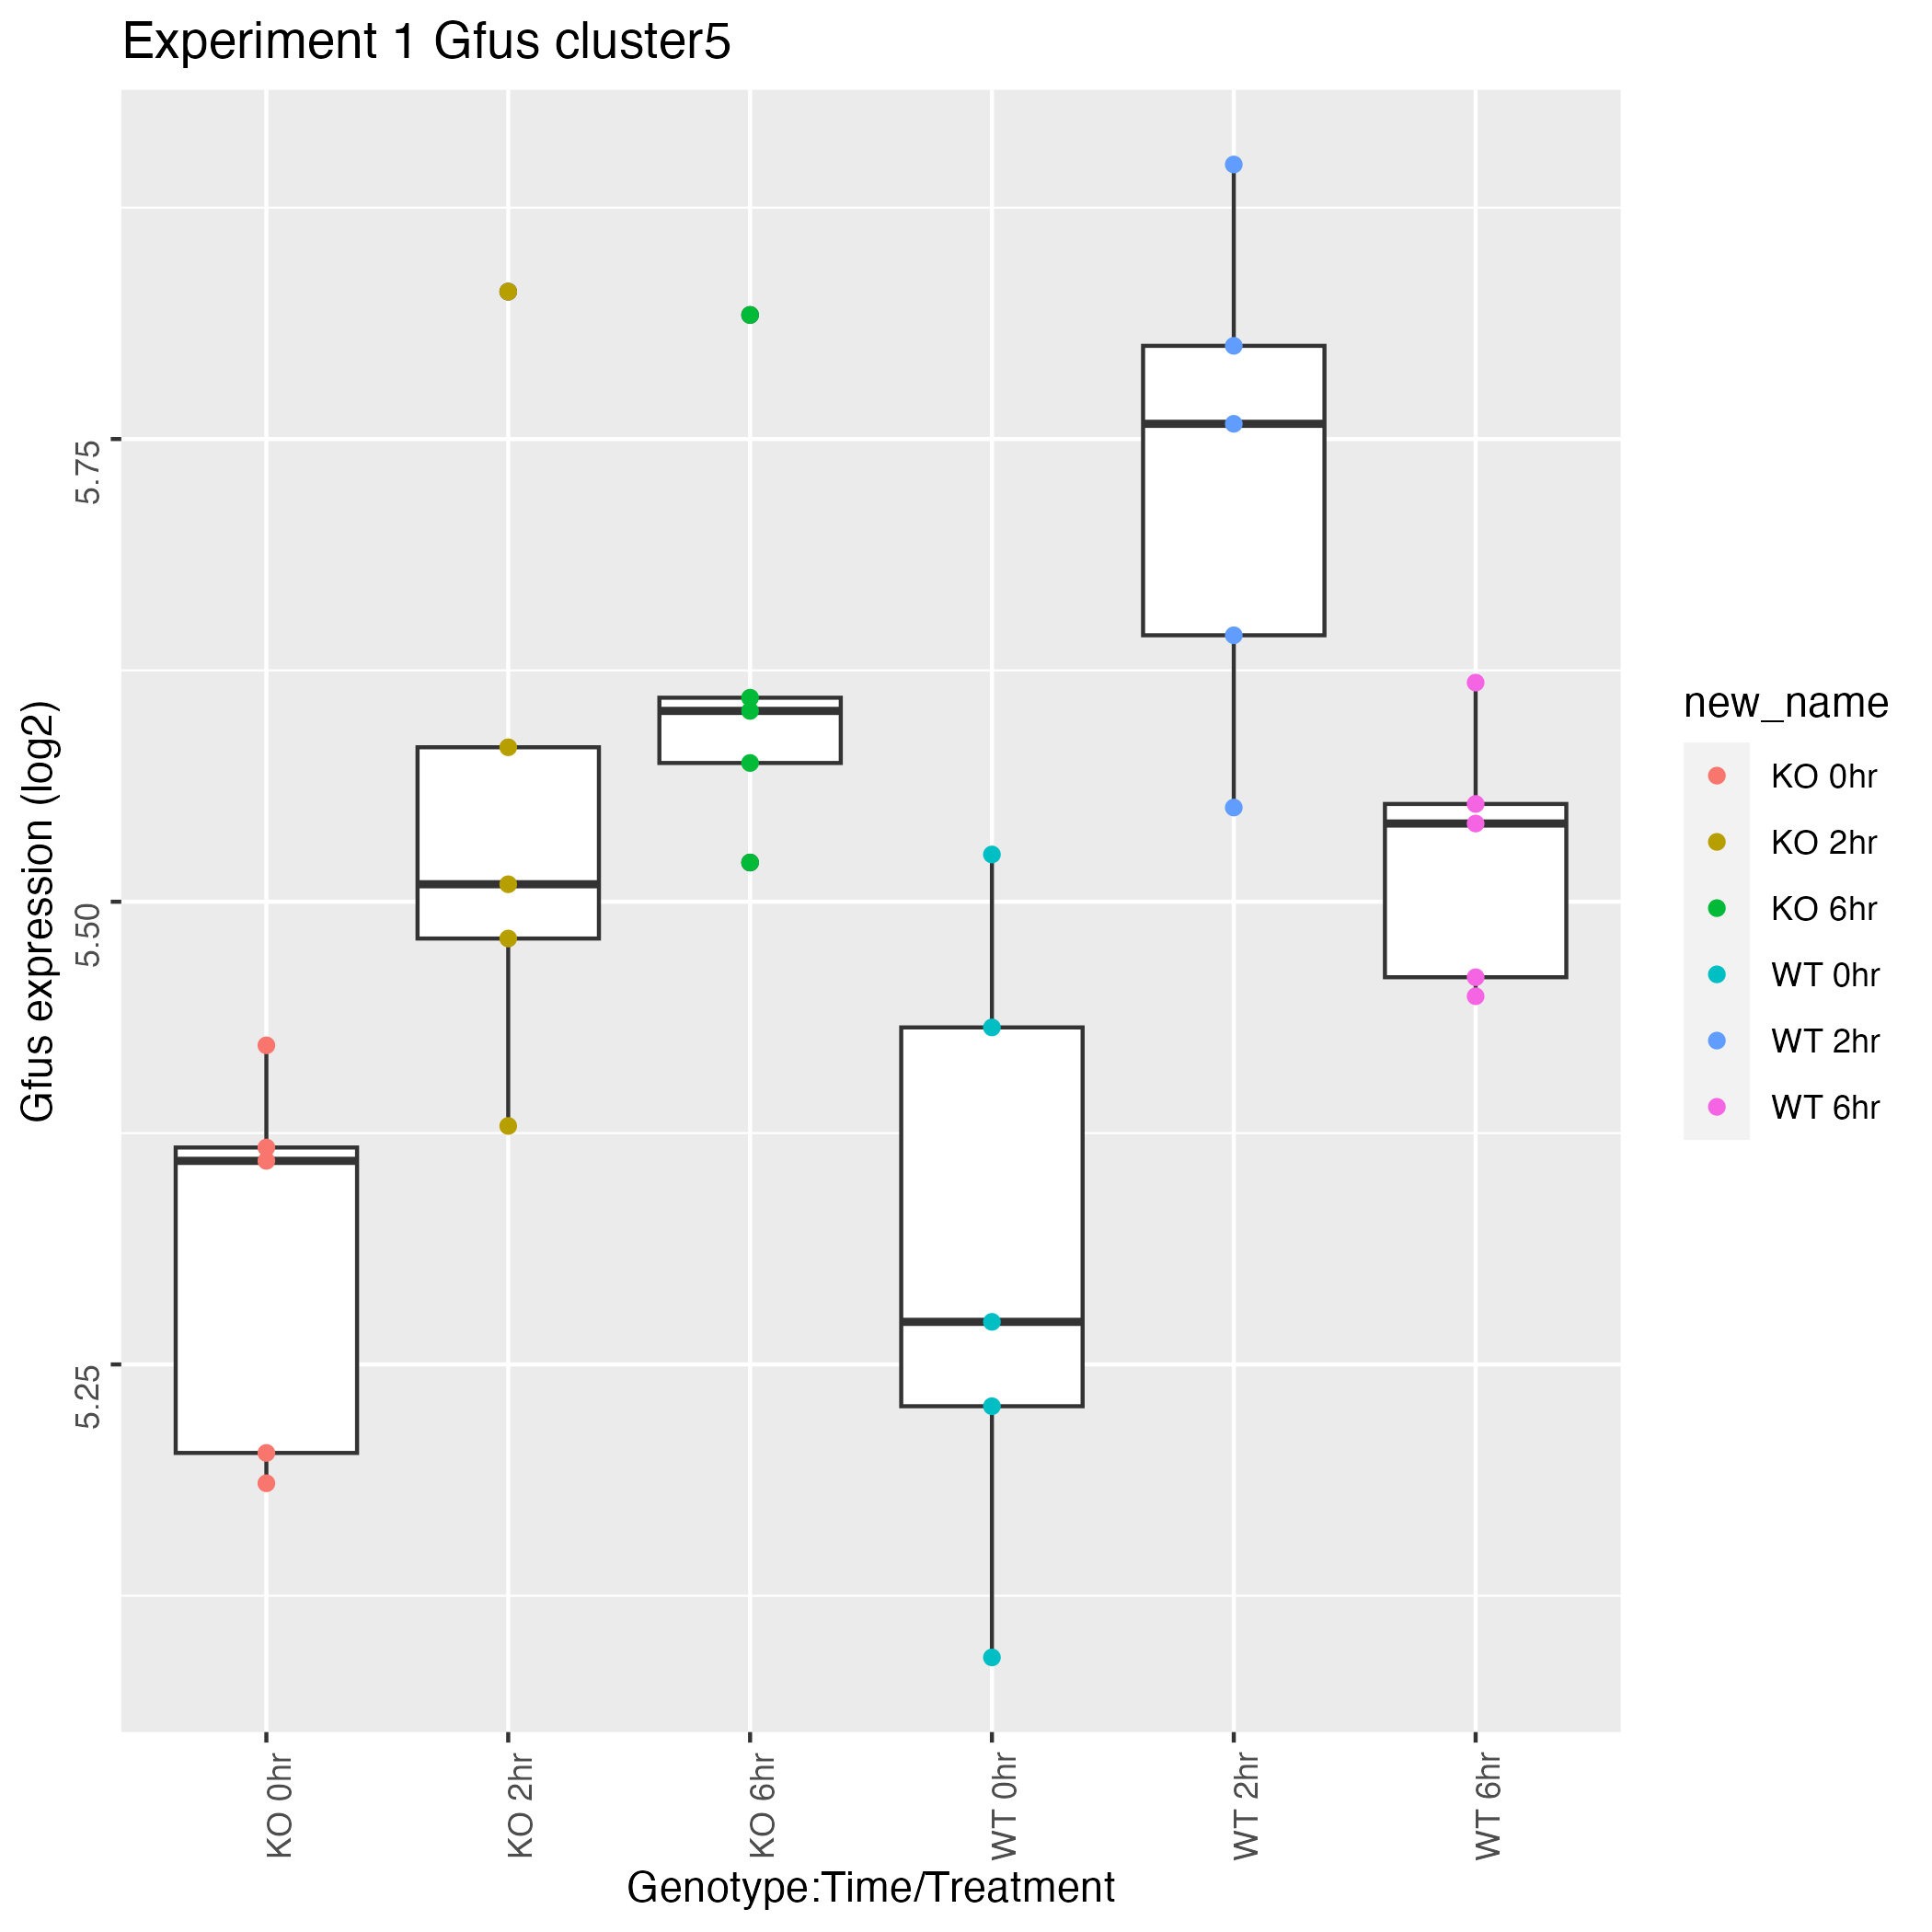 Experiment 1 Gfus cluster5
Gfus expression (log2)
5.75
5.50
5.25
KO 0hr
KO 2hr
KO 6hr
WT 0hr
WT 2hr
WT 6hr
Genotype:Time/Treatment
new_name
KO 0hr
KO 2hr
KO 6hr
WT 0hr
WT 2hr
WT 6hr